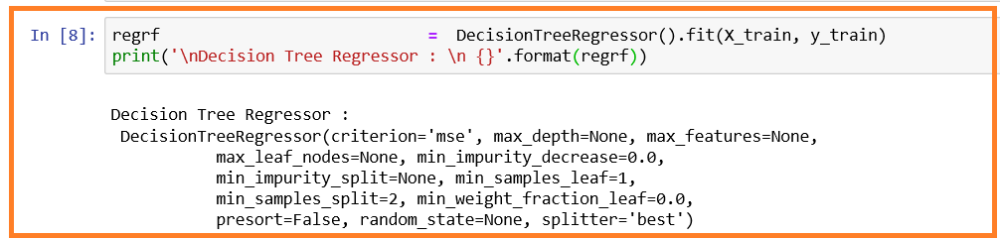 In [8]: regrf = DecisionTreeRegressor().fit(X_train, y_train)
print('\nDecision Tree Regressor : \n {}'.format(regrf))
Decision Tree Regressor :
DecisionTreeRegressor(criterion='mse', max_depth=None, max_features=None,
max_leaf_nodes=None, min_impurity_decrease=0.0,
min_impurity_split=None, min_samples_leaf=1,
min_samples_split=2, min_weight_fraction_leaf=0.0,
presort=False, random_state=None, splitter='best')